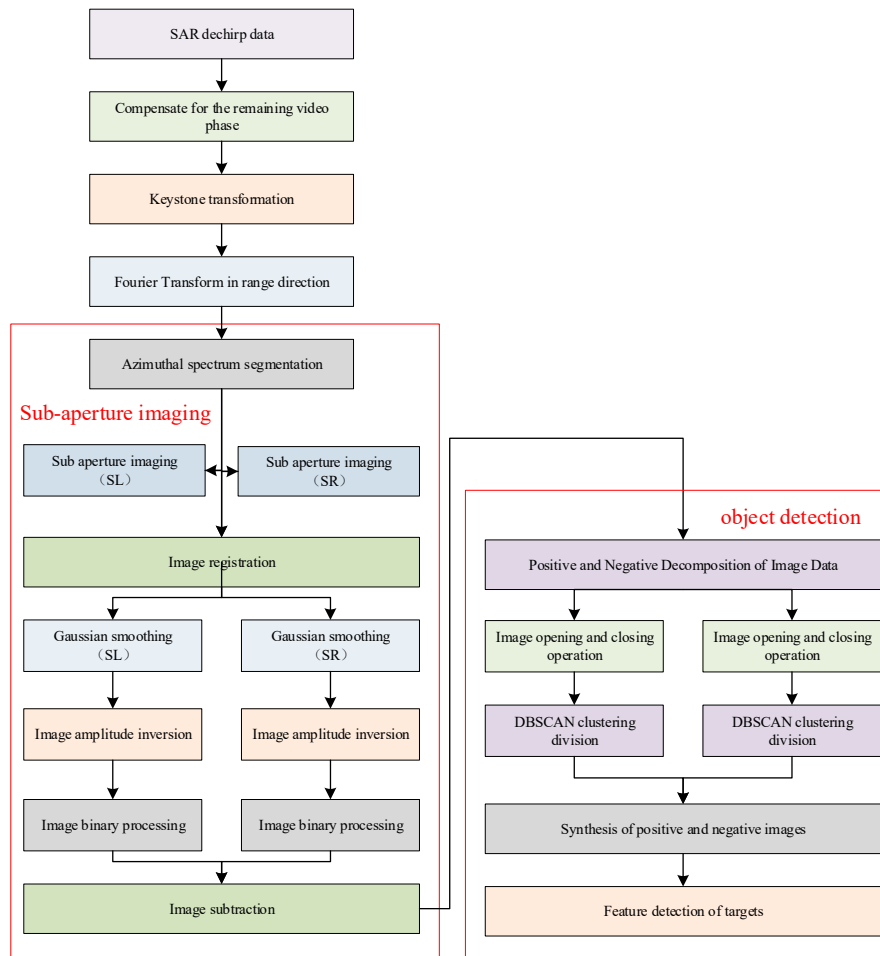 SAR dechirp data
Compensate for the remaining video
phase
Keystone transformation
Fourier Transform in range direction
Azimuthal spectrum segmentation
Sub-aperture imaging
Sub aperture imaging
（SL）
Sub aperture imaging
（SR）
Image registration
Gaussian smoothing
（SL）
Gaussian smoothing
（SR）
Image amplitude inversion
Image amplitude inversion
Image binary processing
Image binary processing
Image subtraction
object detection
Positive and Negative Decomposition of Image Data
Image opening and closing
operation
Image opening and closing
operation
DBSCAN clustering
division
DBSCAN clustering
division
Synthesis of positive and negative images
Feature detection of targets